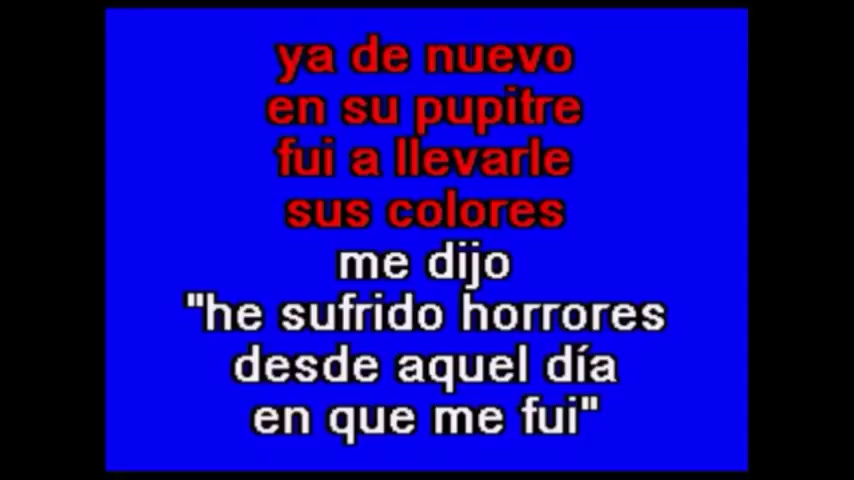 ya de nuevo
en su pupitre
fui a llevarle
sus colores
me dijo
"he sufrido horrores
desde aquel día
en que me fui"